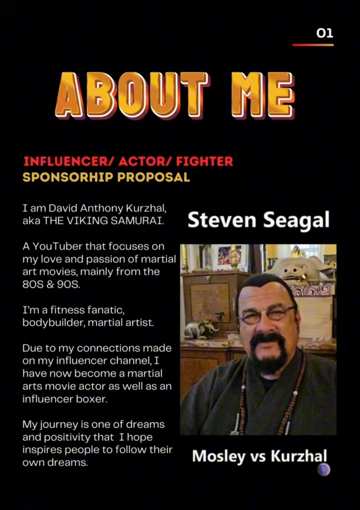 01
ABOUT ME
INFLUENCER/ ACTOR/ FIGHTER
SPONSORHIP PROPOSAL
I am David Anthony Kurzhal,
aka THE VIKING SAMURAI.
A YouTuber that focuses on
my love and passion of martial
art movies, mainly from the
80S & 90S.
I'm a fitness fanatic,
bodybuilder, martial artist.
Due to my connections made
on my influencer channel, I
have now become a martial
arts movie actor as well as an
influencer boxer.
My journey is one of dreams
and positivity that I hope
inspires people to follow their
own dreams.
Steven Seagal
Mosley vs Kurzhal